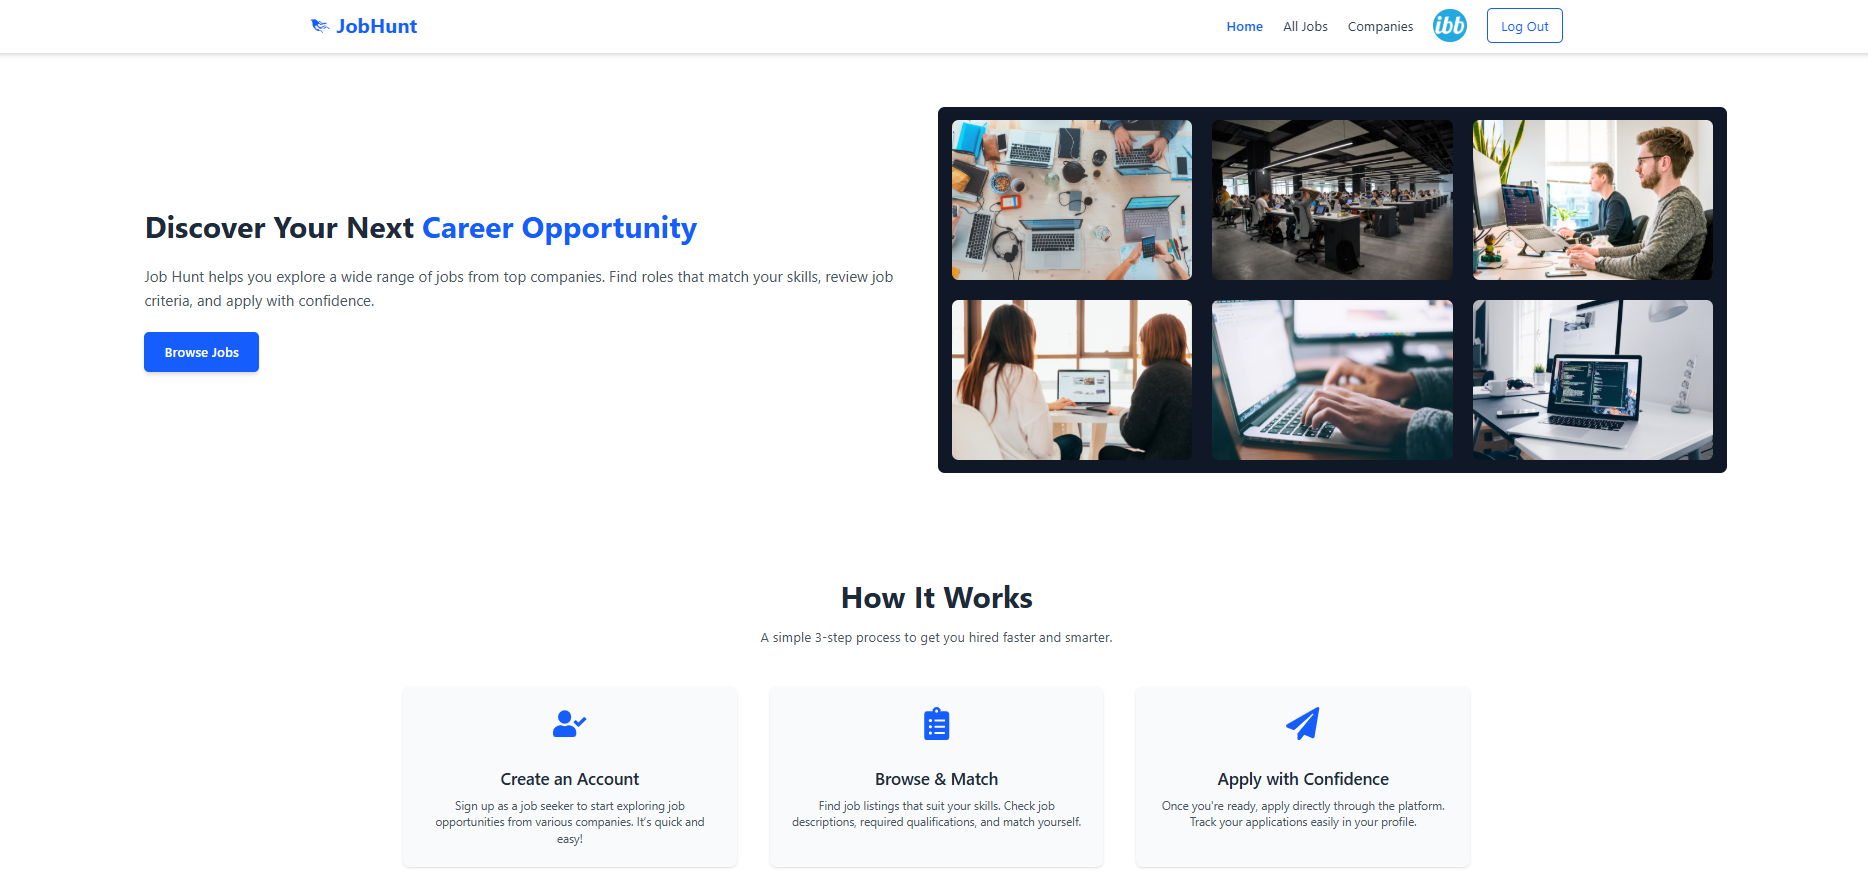 JobHunt
Home
All Jobs
Companies
ibb
Log Out
Discover Your Next Career Opportunity
Job Hunt helps you explore a wide range of jobs from top companies. Find roles that match your skills, review job
criteria, and apply with confidence.
Browse Jobs
How It Works
A simple 3-step process to get you hired faster and smarter.
Create an Account
Sign up as a job seeker to start exploring job
opportunities from various companies. It's quick and
easy!
Browse & Match
Find job listings that suit your skills. Check job
descriptions, required qualifications, and match yourself.
Apply with Confidence
Once you're ready, apply directly through the platform.
Track your applications easily in your profile.